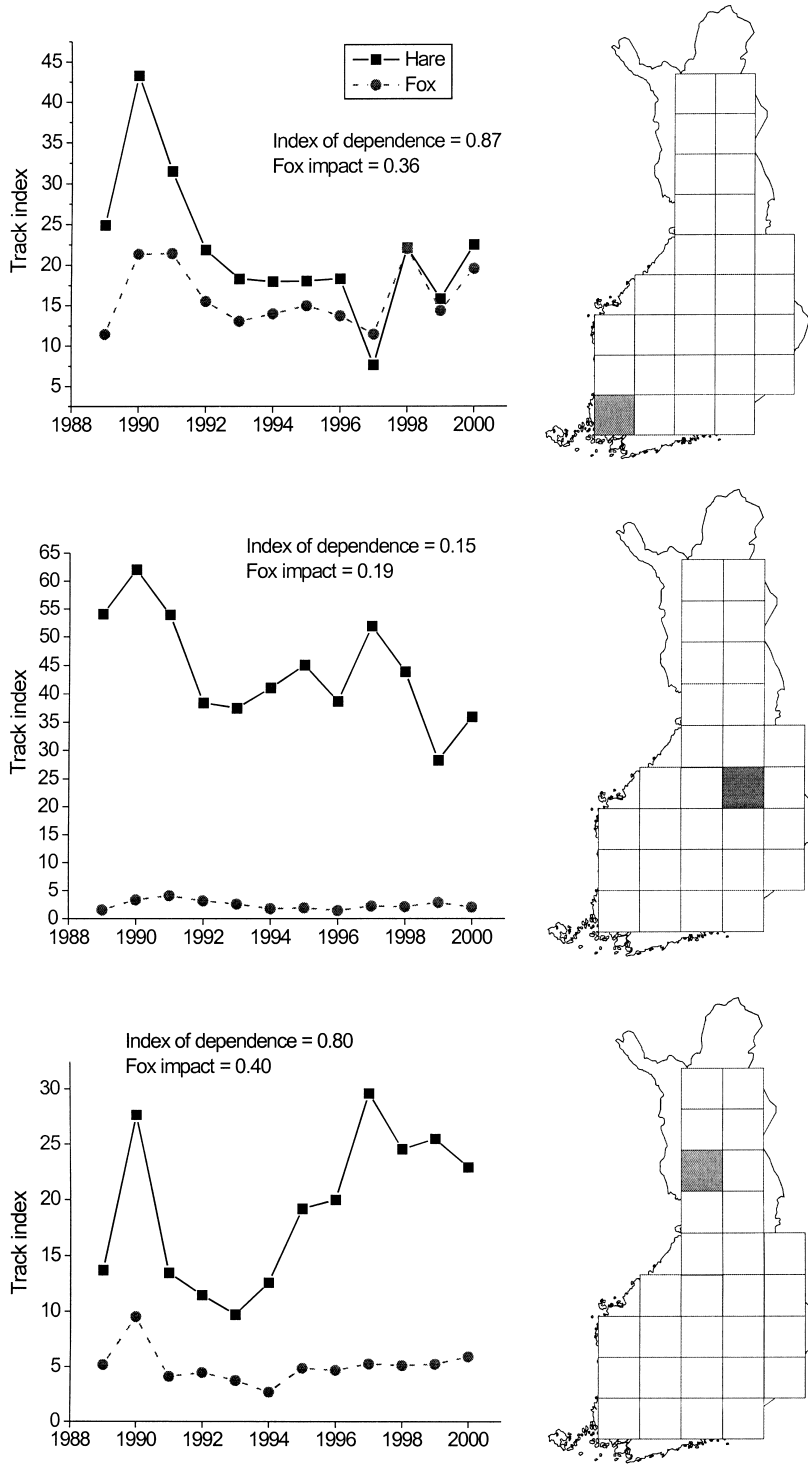 Hare
Fox
Index of dependence = 0.87
Fox impact = 0.36
Track index
45
40
35
30
25
20
15
10
5
1988 1990 1992 1994 1996 1998 2000
Index of dependence = 0.15
Fox impact = 0.19
Track index
65
60
55
50
45
40
35
30
25
20
15
10
5
0
1988 1990 1992 1994 1996 1998 2000
Index of dependence = 0.80
Fox impact = 0.40
Track index
30
25
20
15
10
5
0
1988 1990 1992 1994 1996 1998 2000